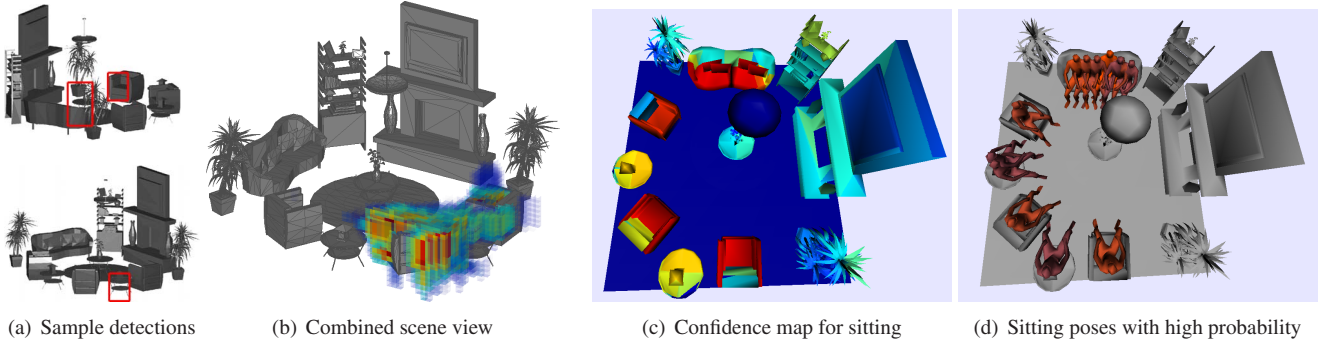 (a) Sample detections
(b) Combined scene view
(c) Confidence map for sitting
(d) Sitting poses with high probability